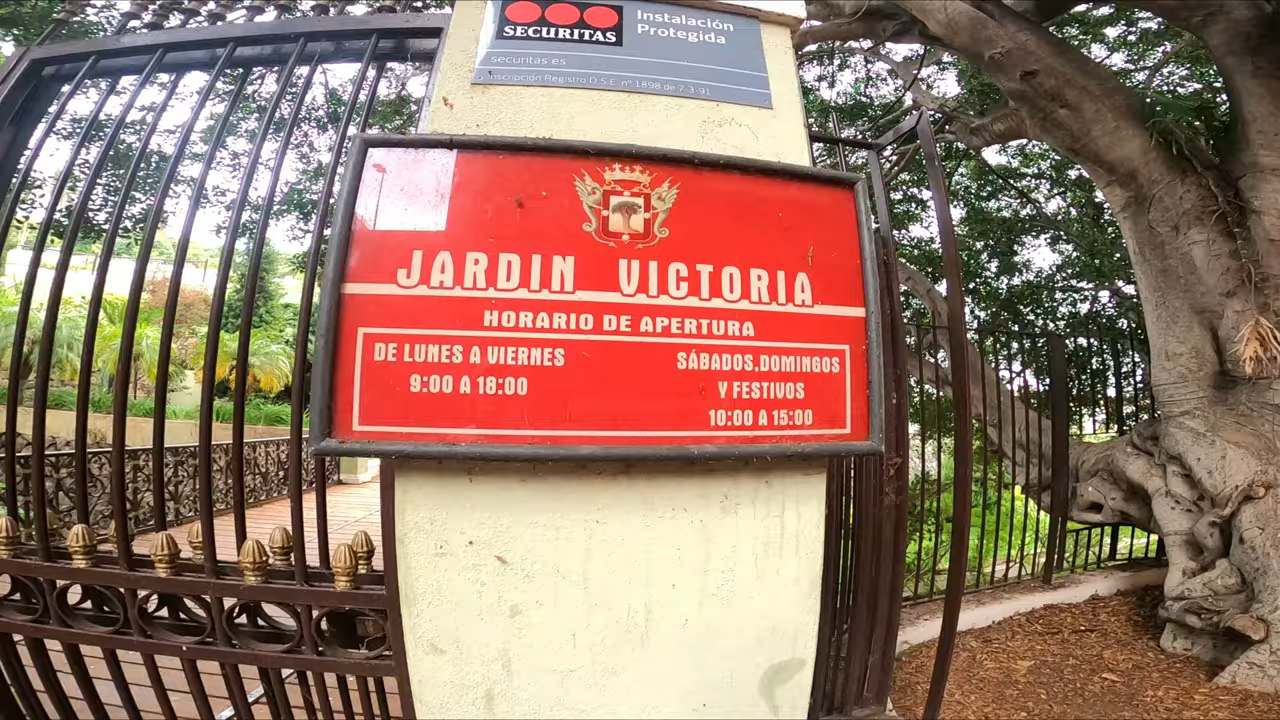 SECURITAS
Instalación
Protegida
securitas es
Inscripción Registro D.S.E. nº 1898 de 7-3-91
JARDIN VICTORIA
HORARIO DE APERTURA
DE LUNES A VIERNES
9:00 A 18:00
SÁBADOS,DOMINGOS
Y FESTIVOS
10:00 A 15:00